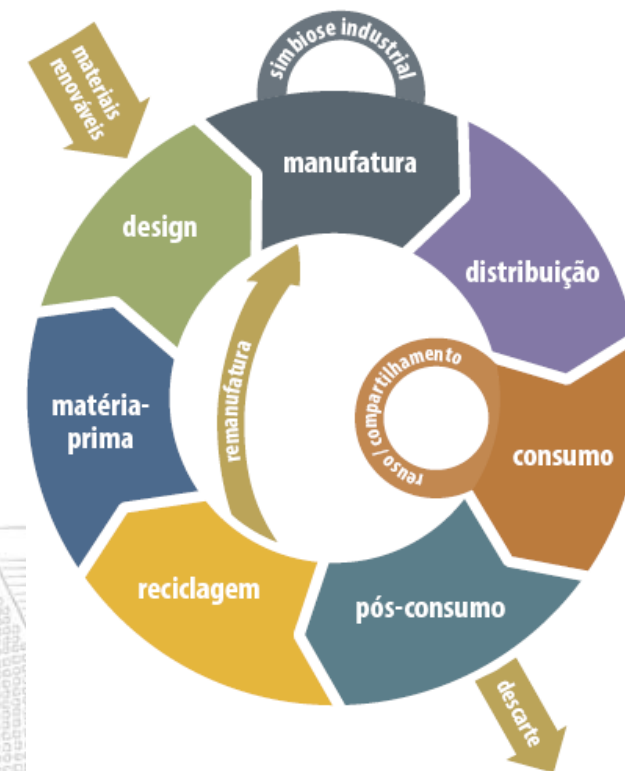 materiais
renováveis
simbiose industrial
manufatura
design
distribuição
matéria-
prima
remanufatura
reuso / compartilhamento
consumo
reciclagem
pós-consumo
descarte